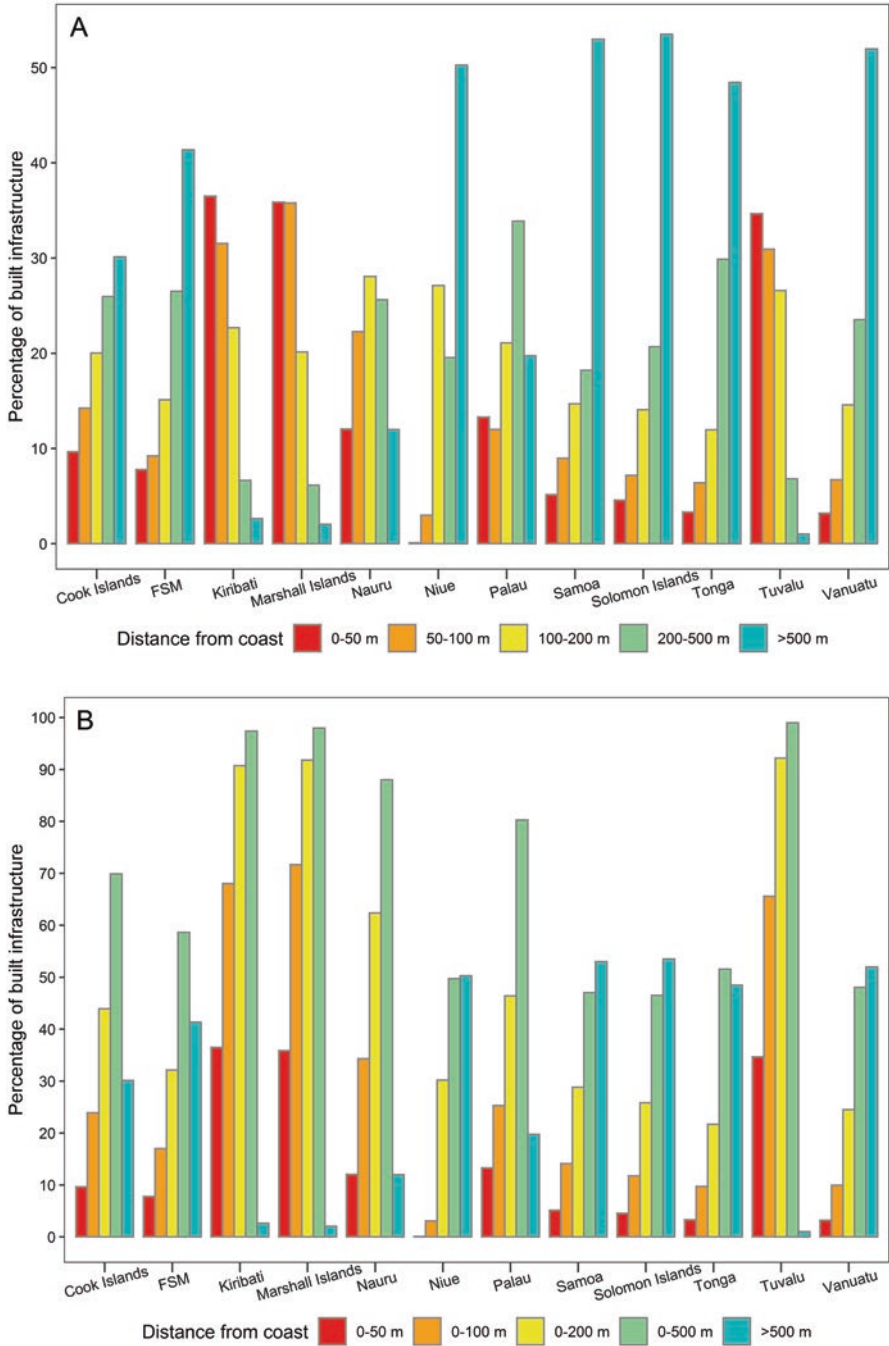 A
Percentage of built infrastructure
50
40
30
20
10
0
Cook Islands FSM Kiribati Marshall Islands Nauru Niue Palau Samoa Solomon Islands Tonga Tuvalu Vanuatu
Distance from coast 0-50 m 50-100 m 100-200 m 200-500 m >500 m
B
Percentage of built infrastructure
100
90
80
70
60
50
40
30
20
10
0
Cook Islands FSM Kiribati Marshall Islands Nauru Niue Palau Samoa Solomon Islands Tonga Tuvalu Vanuatu
Distance from coast 0-50 m 0-100 m 0-200 m 0-500 m >500 m